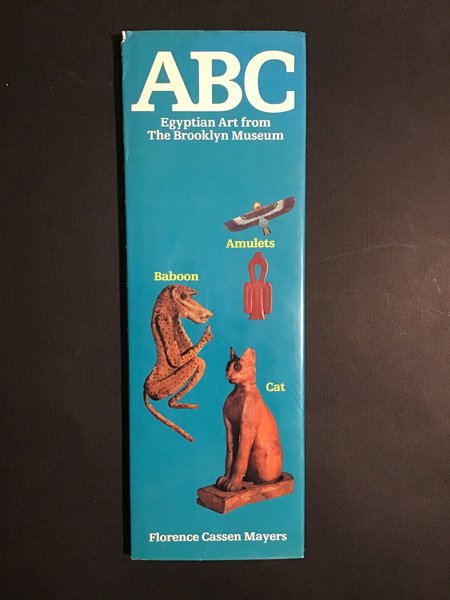 ABC
Egyptian Art from
The Brooklyn Museum
Amulets
Baboon
Cat
Florence Cassen Mayers